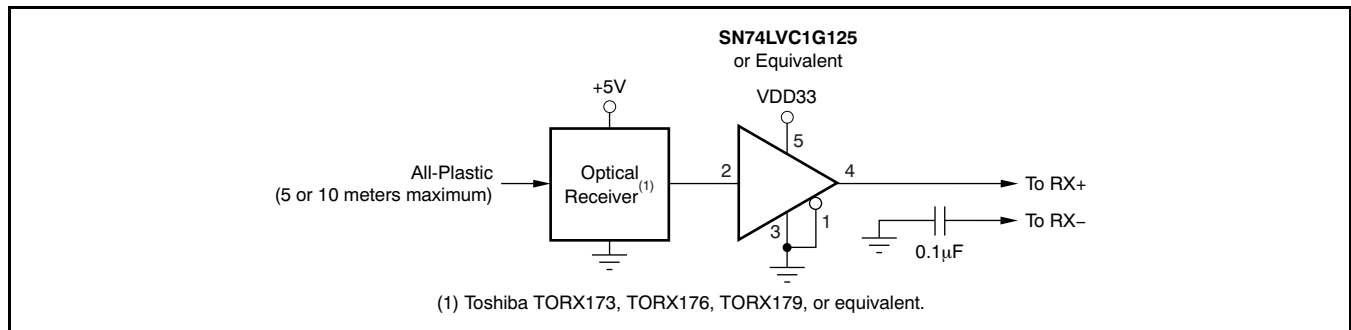 SN74LVC1G125
or Equivalent
+5V
VDD33
5
All-Plastic
(5 or 10 meters maximum)
Optical
Receiver(1)
2
4
To RX+
3
1
To RX−
0.1μF
(1) Toshiba TORX173, TORX176, TORX179, or equivalent.